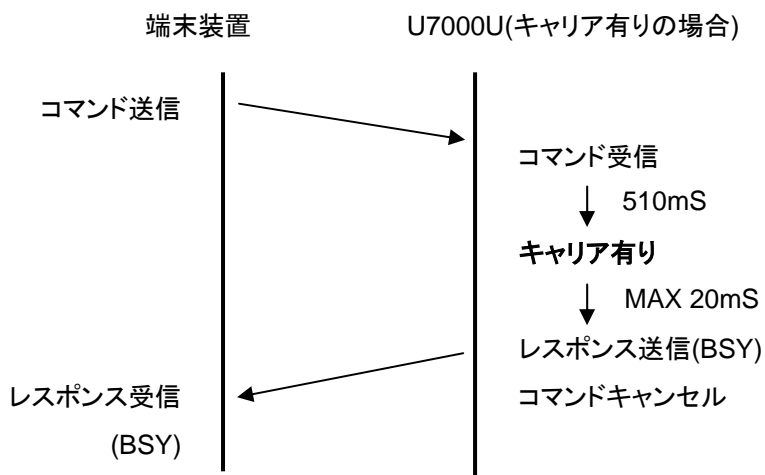 端末装置
U7000U(キャリア有りの場合)
コマンド送信
コマンド受信
510mS
キャリア有り
MAX 20mS
レスポンス送信(BSY)
レスポンス受信
(BSY)
コマンドキャンセル